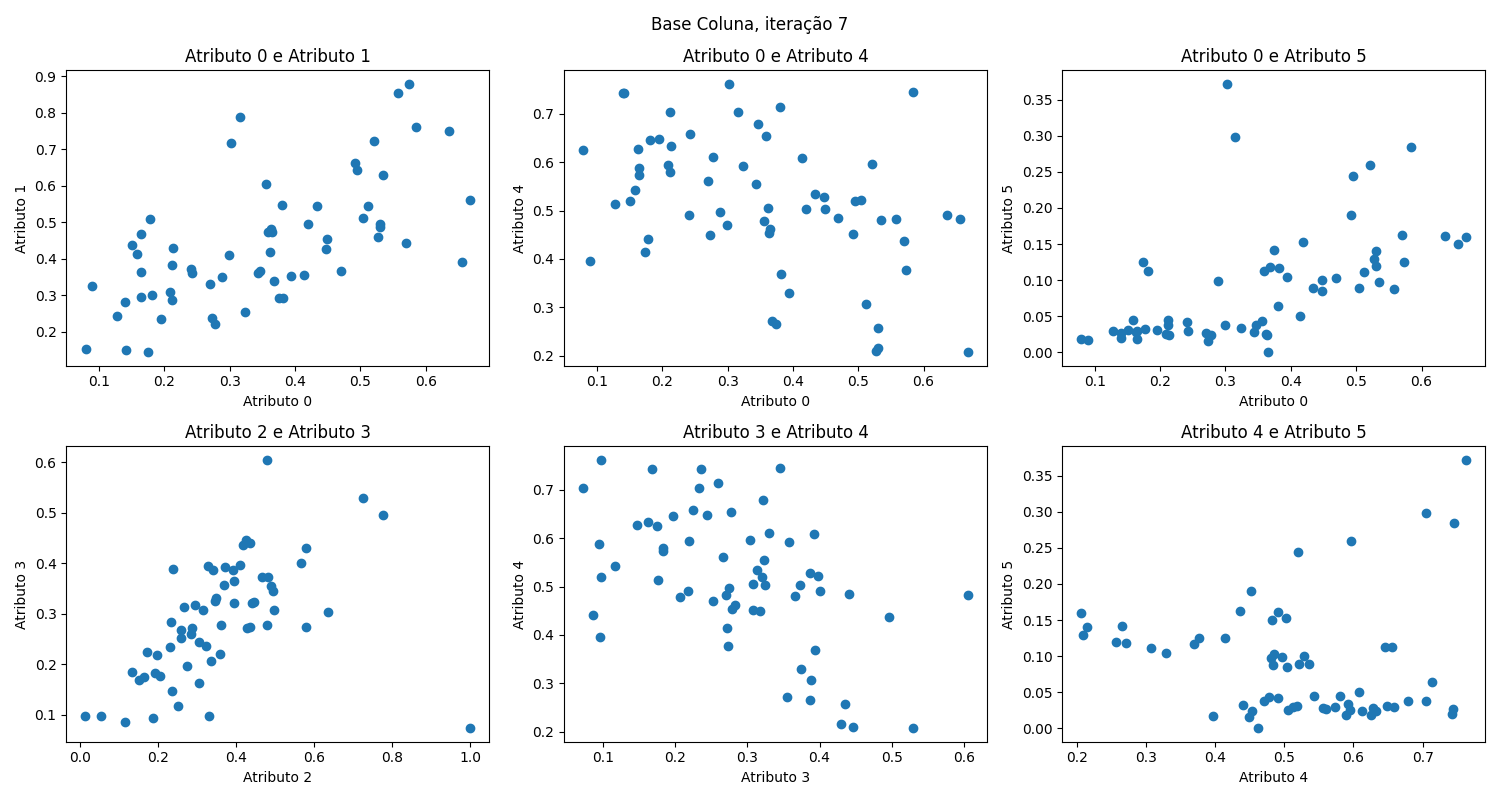 Base Coluna, iteração 7
Atributo 0 e Atributo 1
Atributo 1
0.9
0.8
0.7
0.6
0.5
0.4
0.3
0.2
0.1 0.2 0.3 0.4 0.5 0.6
Atributo 0
Atributo 0 e Atributo 4
Atributo 4
0.7
0.6
0.5
0.4
0.3
0.2
0.1 0.2 0.3 0.4 0.5 0.6
Atributo 0
Atributo 0 e Atributo 5
Atributo 5
0.35
0.30
0.25
0.20
0.15
0.10
0.05
0.00
0.1 0.2 0.3 0.4 0.5 0.6
Atributo 0
Atributo 2 e Atributo 3
Atributo 3
0.6
0.5
0.4
0.3
0.2
0.1
0.0 0.2 0.4 0.6 0.8 1.0
Atributo 2
Atributo 3 e Atributo 4
Atributo 4
0.7
0.6
0.5
0.4
0.3
0.2
0.1 0.2 0.3 0.4 0.5 0.6
Atributo 3
Atributo 4 e Atributo 5
Atributo 5
0.35
0.30
0.25
0.20
0.15
0.10
0.05
0.00
0.2 0.3 0.4 0.5 0.6 0.7
Atributo 4